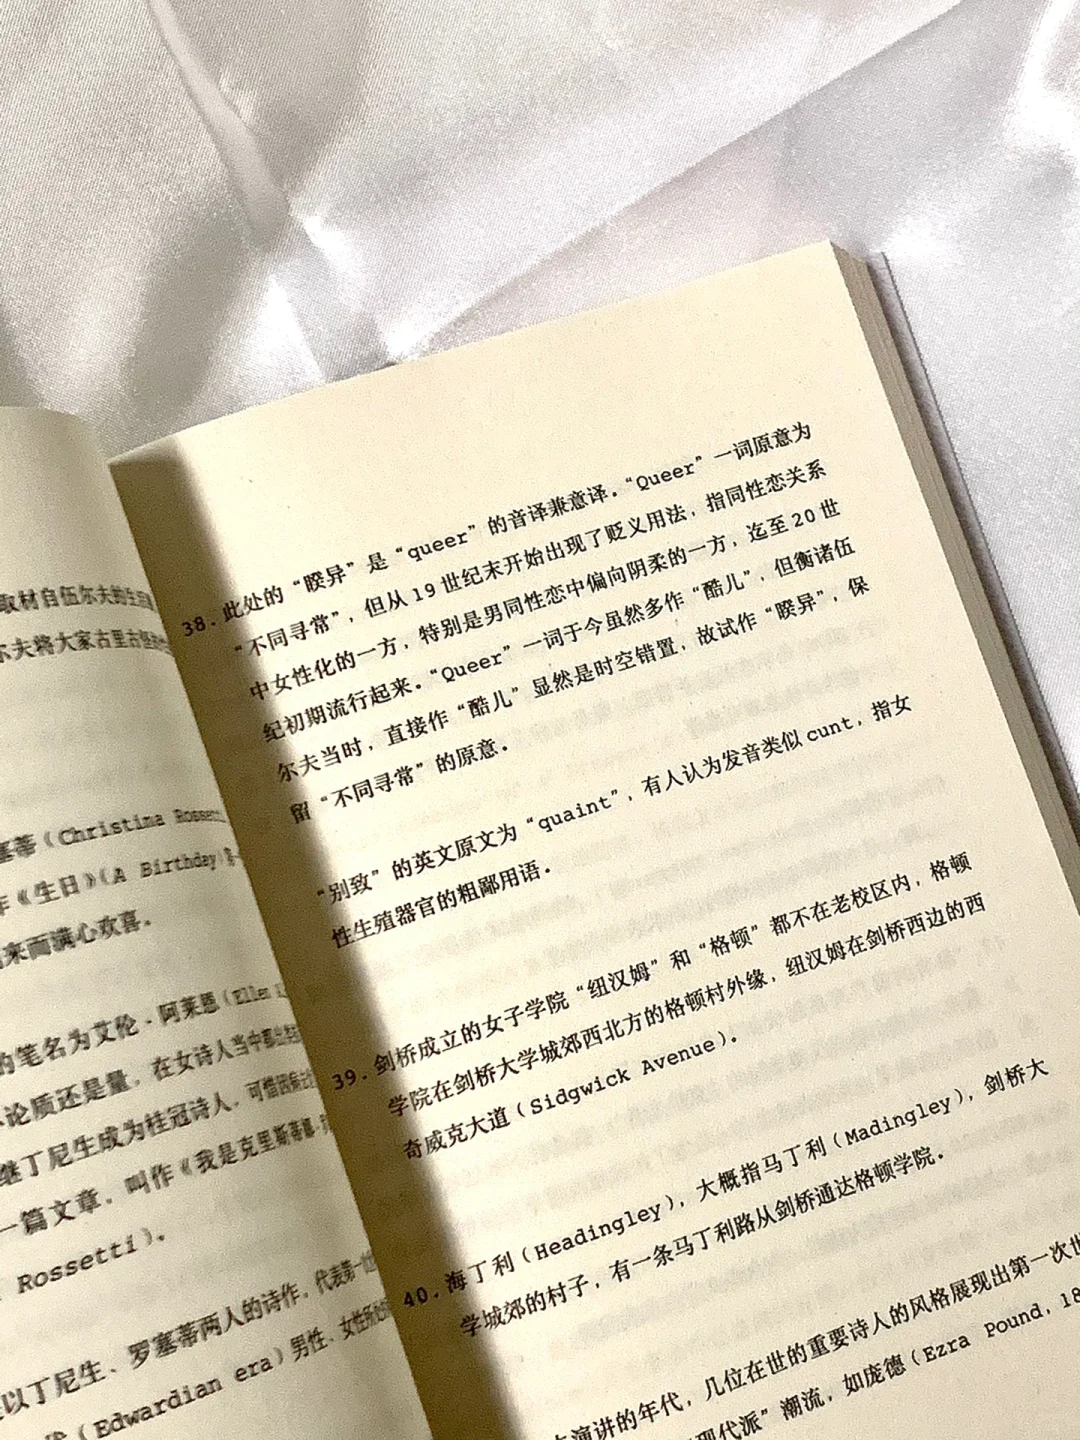 取材自伍尔夫的生
尔夫将大家古里古怪的
塞蒂（Christina Rossetti
《生日》（A Birthday）
来而满心欢喜。
的笔名为艾伦·阿莱恩（Ellen
论质还是量，在女诗人当中都
继丁尼生成为桂冠诗人，可惜
一篇文章，叫作《我是克里斯蒂娜·
Rossetti）。
以丁尼生、罗塞蒂两人的诗作，代表第一
（Edwardian era）男性、女性
38. 此处的“睽异”是“queer”的音译兼意译。“Queer”一词原意为
“不同寻常”，但从19世纪末开始出现了贬义用法，指同性恋关系
中女性化的一方，特别是男同性恋中偏向阴柔的一方，迄至20世
纪初期流行起来。“Queer”一词于今虽然多作“酷儿”，但衡诸伍
尔夫当时，直接作“酷儿”显然是时空错置，故试作“睽异”，保
留“不同寻常”的原意。
“别致”的英文原文为“quaint”，有人认为发音类似cunt，指女
性生殖器官的粗鄙用语。
39. 剑桥成立的女子学院“纽汉姆”和“格顿”都不在老校区内，格顿
学院在剑桥大学城郊西北方的格顿村外缘，纽汉姆在剑桥西边的西
奇威克大道（Sidgwick Avenue）。
40. 海丁利（Headingley），大概指马丁利（Madingley），剑桥大
学城郊的村子，有一条马丁利路从剑桥通达格顿学院。
演讲的年代，几位在世的重要诗人的风格展现出第一次世
现代派”潮流，如庞德（Ezra Pound，18